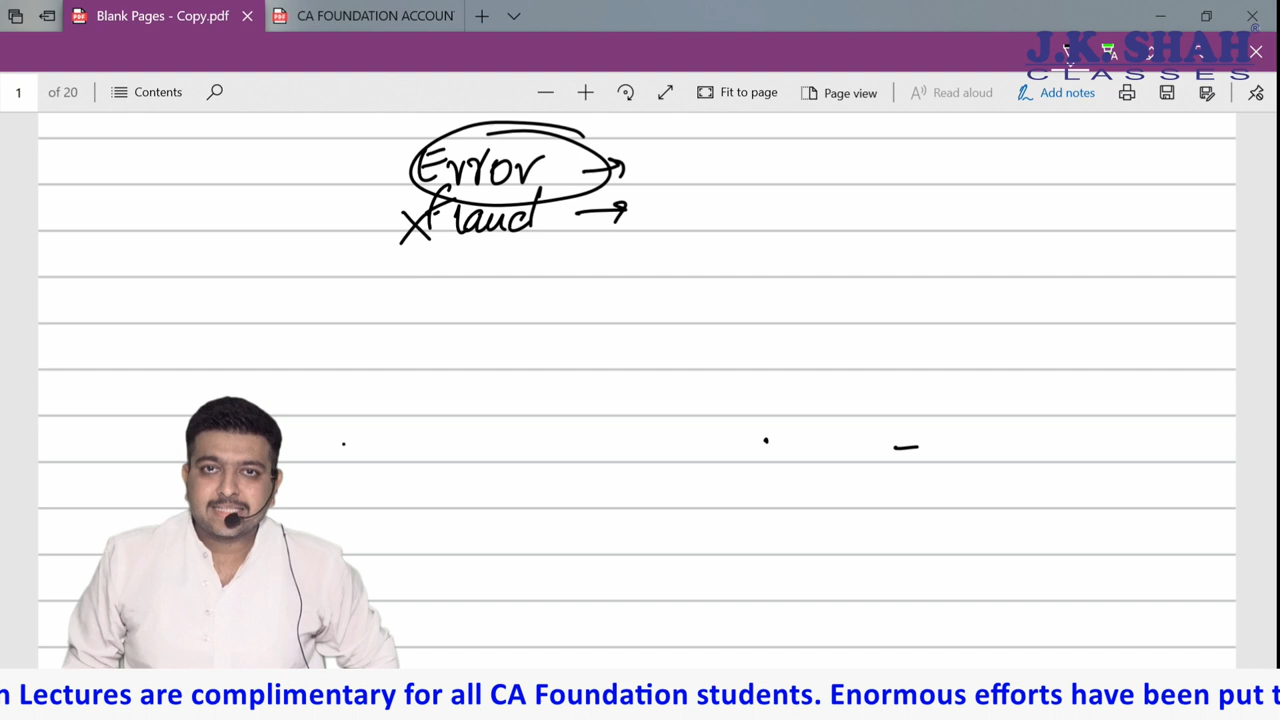 Blank Pages - Copy.pdf
CA FOUNDATION ACCOUN
J.K. SHAH®
CLASSES
1 of 20 Contents Fit to page Page view Read aloud Add notes
Error →
X fraud →
n Lectures are complimentary for all CA Foundation students. Enormous efforts have been put t